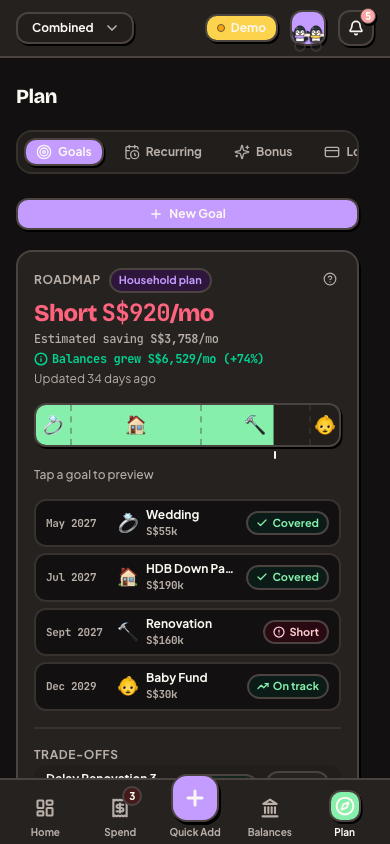 Combined
Demo
5
Plan
Goals
Recurring
Bonus
Lo
+ New Goal
ROADMAP
Household plan
Short S$920/mo
Estimated saving S$3,758/mo
Balances grew S$6,529/mo (+74%)
Updated 34 days ago
Tap a goal to preview
May 2027
Wedding
S$55k
Covered
Jul 2027
HDB Down Pa…
S$190k
Covered
Sept 2027
Renovation
S$160k
Short
Dec 2029
Baby Fund
S$30k
On track
TRADE-OFFS
Delay Renovation 3
3
Home
Spend
Quick Add
Balances
Plan